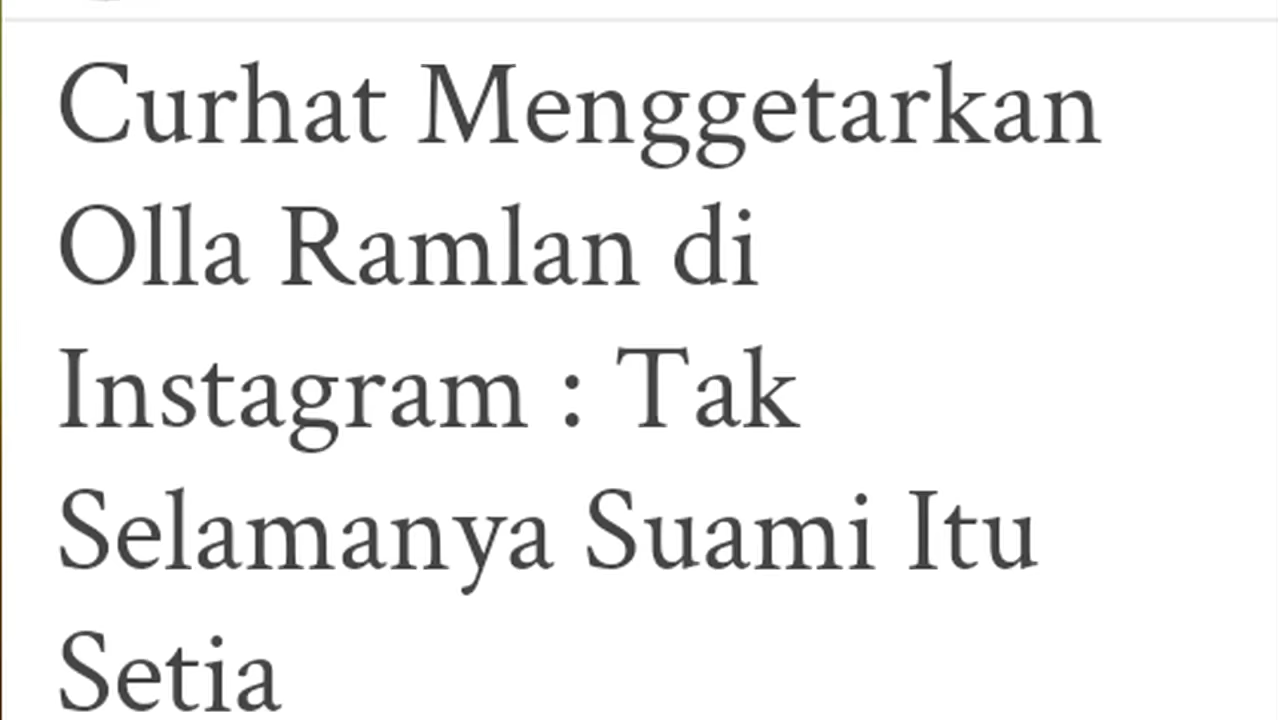 Curhat Menggetarkan
Olla Ramlan di
Instagram : Tak
Selamanya Suami Itu
Setia